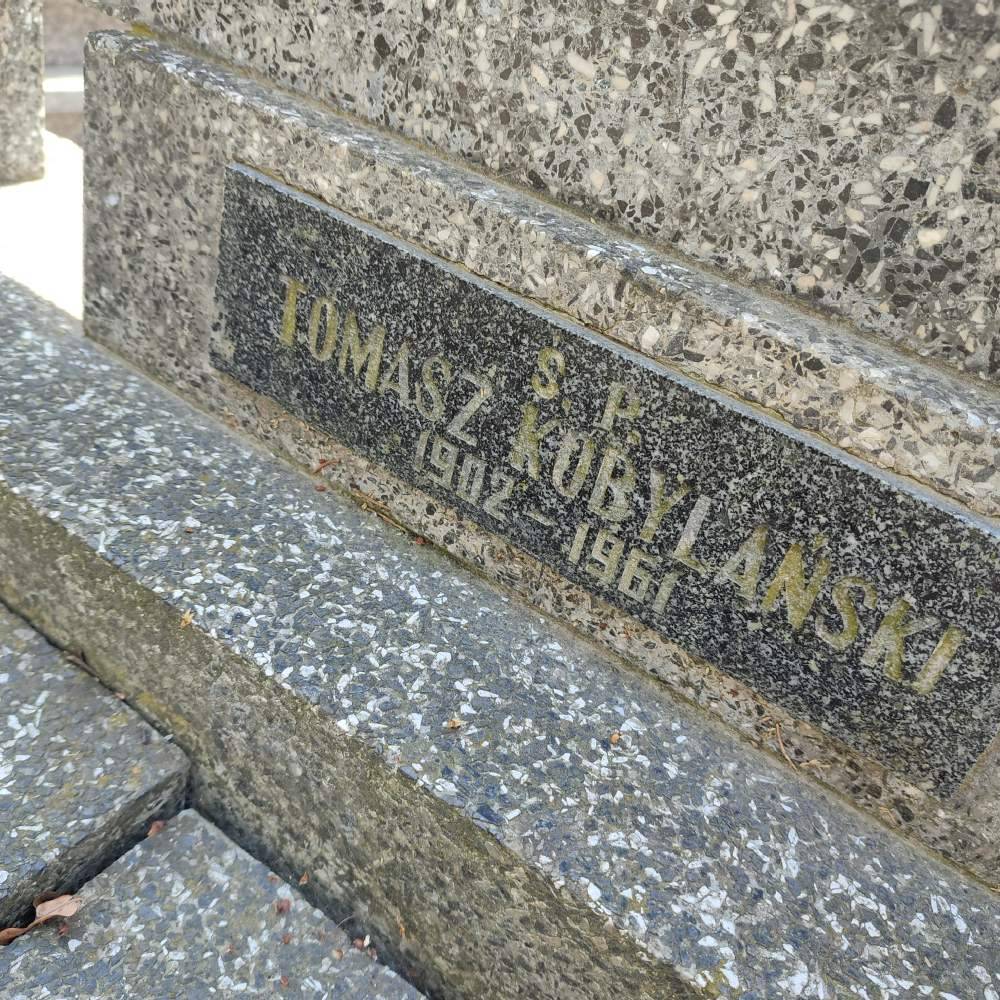 Ś. P.
TOMASZ KOBYLAŃSKI
1902 – 1961